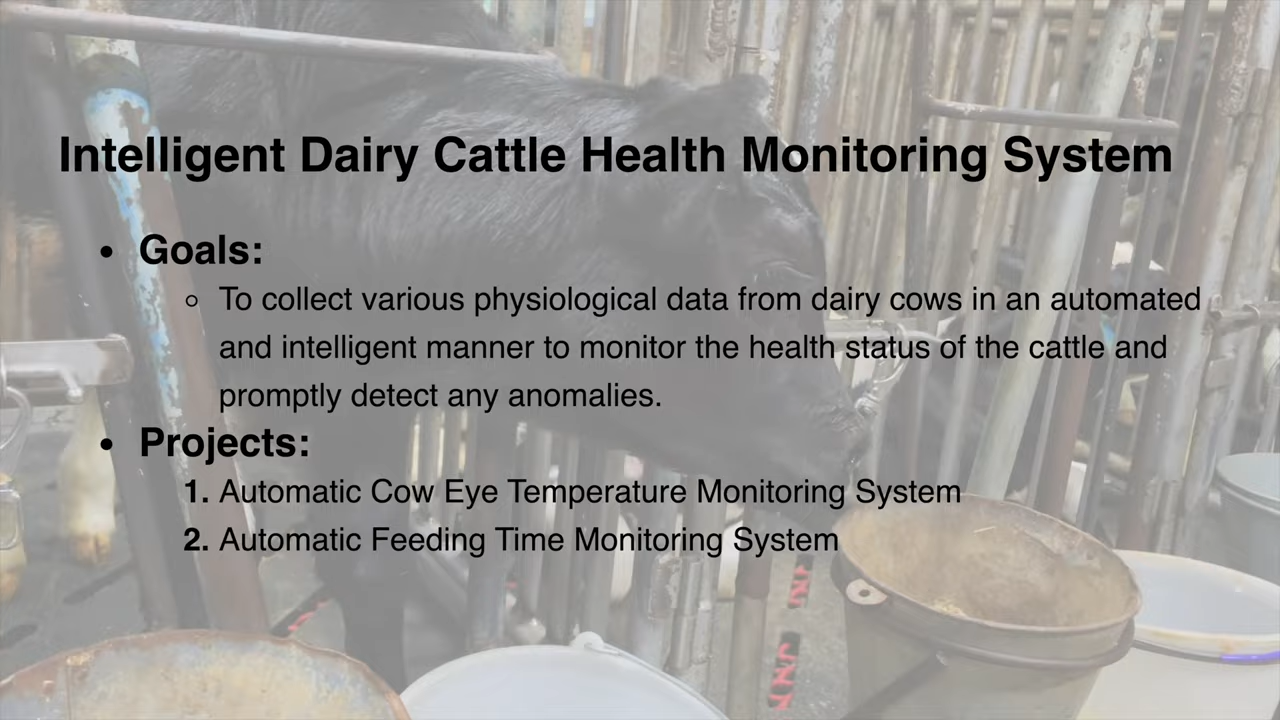 Intelligent Dairy Cattle Health Monitoring System
• Goals:
◦ To collect various physiological data from dairy cows in an automated
and intelligent manner to monitor the health status of the cattle and
promptly detect any anomalies.
• Projects:
1. Automatic Cow Eye Temperature Monitoring System
2. Automatic Feeding Time Monitoring System